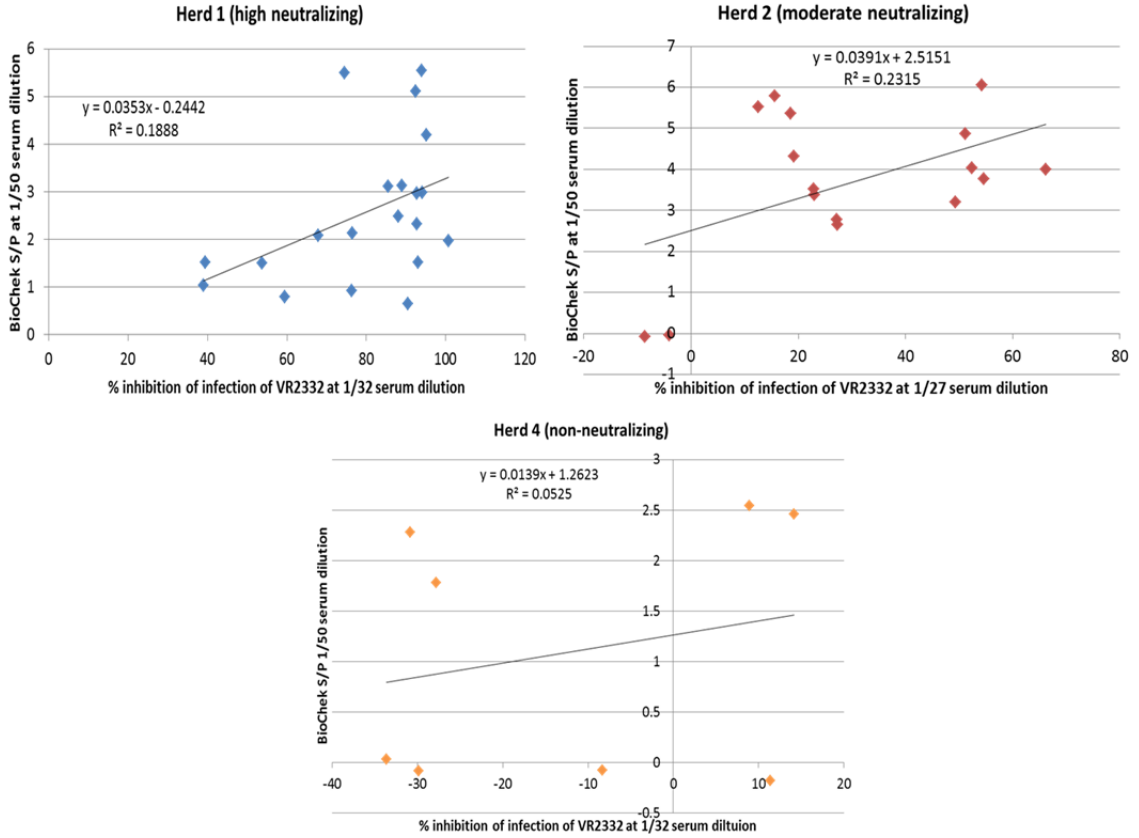 Herd 1 (high neutralizing)
BioChek S/P at 1/50 serum dilution
6
5
4
3
2
1
0
y = 0.0353x - 0.2442
R² = 0.1888
0 20 40 60 80 100 120
% inhibition of infection of VR2332 at 1/32 serum dilution
Herd 2 (moderate neutralizing)
BioChek S/P at 1/50 serum dilution
7
6
5
4
3
2
1
0
-1
y = 0.0391x + 2.5151
R² = 0.2315
-20 0 20 40 60 80
% inhibition of infection of VR2332 at 1/27 serum dilution
Herd 4 (non-neutralizing)
BioChek S/P 1/50 serum dilution
3
2.5
2
1.5
1
0.5
0
-0.5
y = 0.0139x + 1.2623
R² = 0.0525
-40 -30 -20 -10 0 10 20
% inhibition of infection of VR2332 at 1/32 serum diltuion